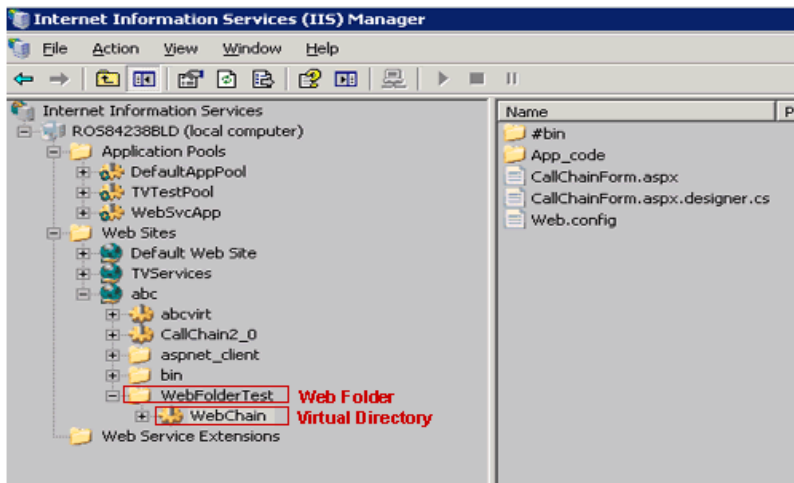 Internet Information Services (IIS) Manager
File Action View Window Help
Internet Information Services
ROS84238BLD (local computer)
Application Pools
DefaultAppPool
TVTestPool
WebSvcApp
Web Sites
Default Web Site
TVServices
abc
abcvirt
CallChain2_0
aspnet_client
bin
WebFolderTest Web Folder
WebChain Virtual Directory
Web Service Extensions
Name P
#bin
App_code
CallChainForm.aspx
CallChainForm.aspx.designer.cs
Web.config